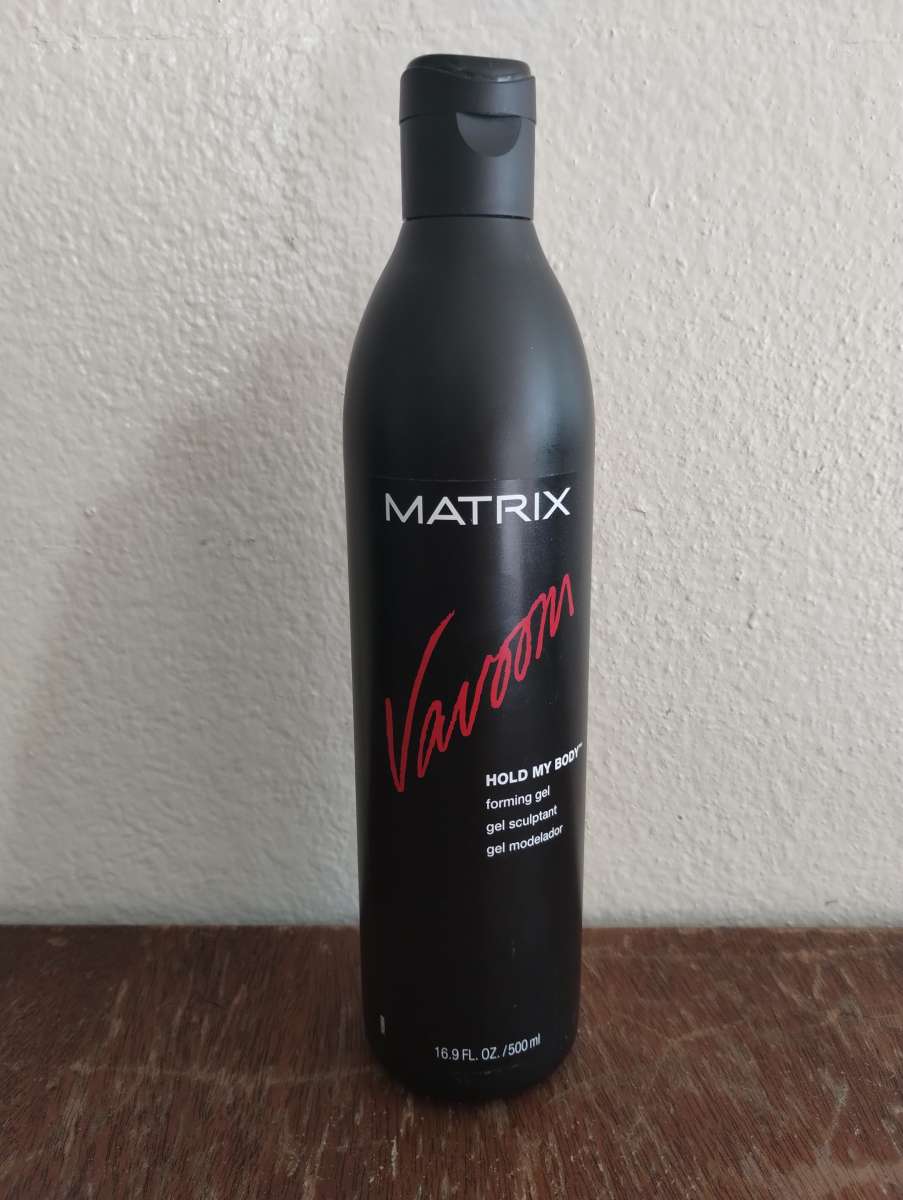 MATRIX
Vavoom
HOLD MY BODY™
forming gel
gel sculptant
gel modelador
16.9 FL. OZ. / 500 ml